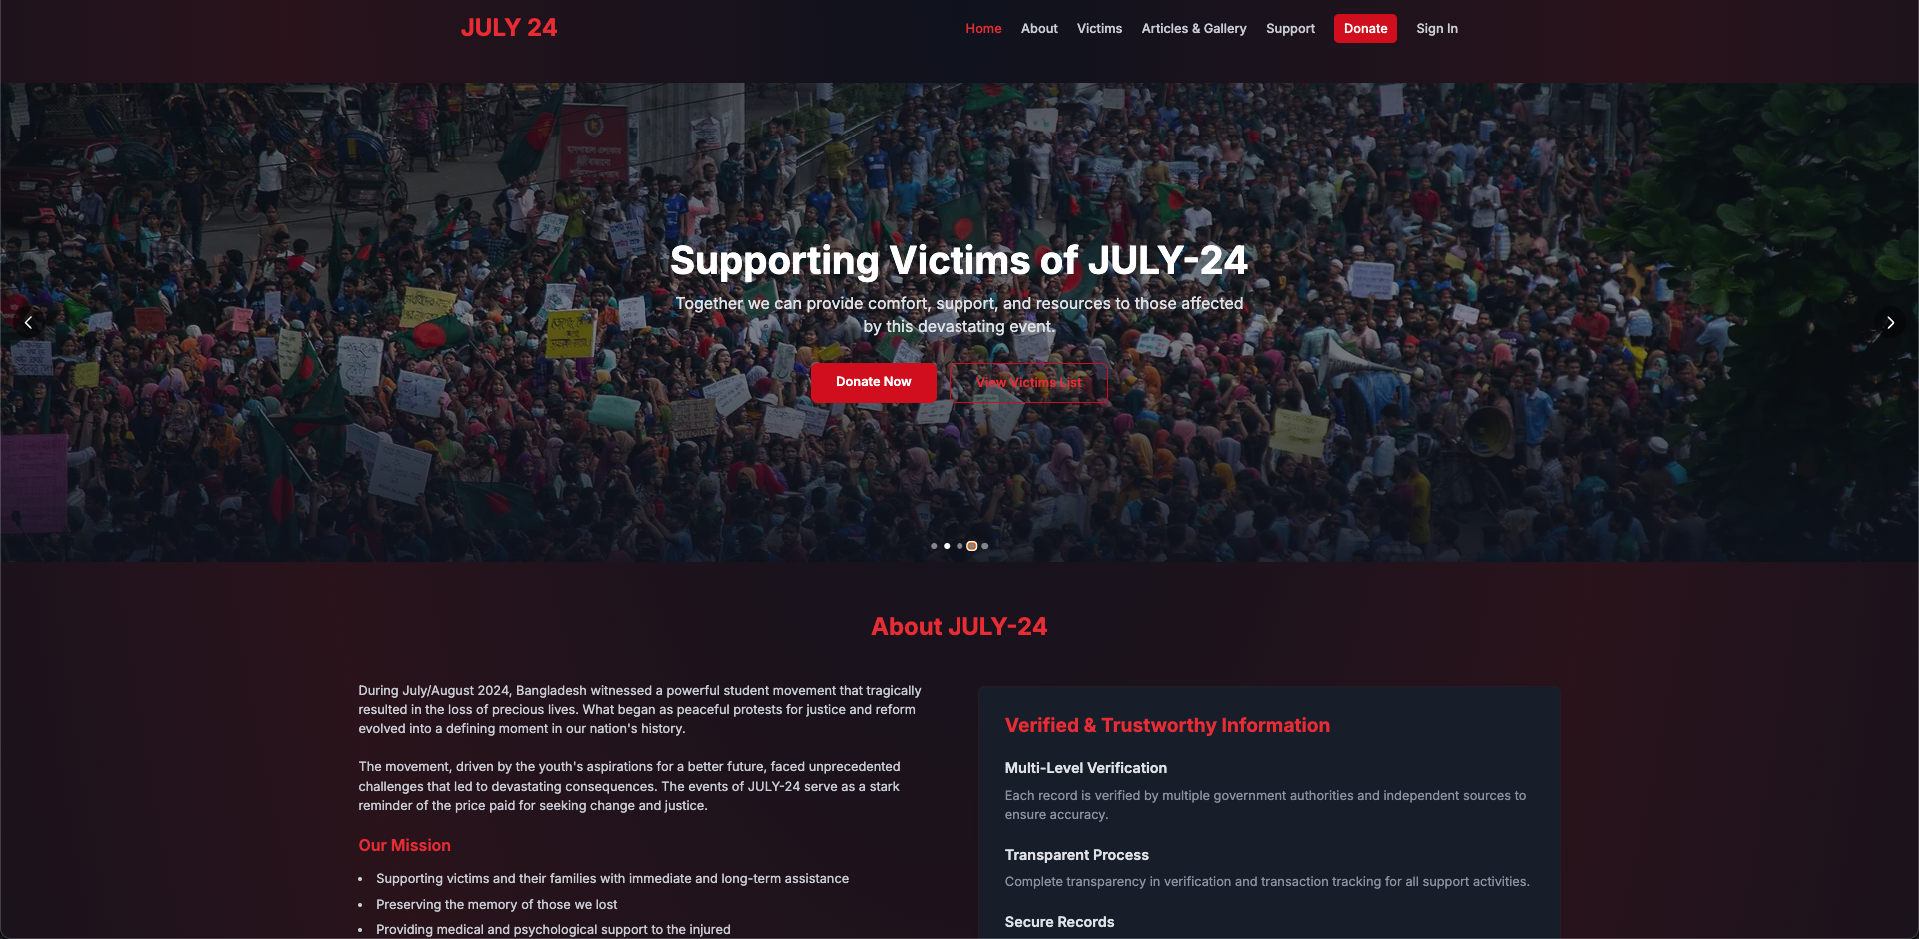 JULY 24
Home About Victims Articles & Gallery Support Donate Sign In
Supporting Victims of JULY-24
Together we can provide comfort, support, and resources to those affected
by this devastating event.
Donate Now View Victims List
About JULY-24
During July/August 2024, Bangladesh witnessed a powerful student movement that tragically
resulted in the loss of precious lives. What began as peaceful protests for justice and reform
evolved into a defining moment in our nation's history.
The movement, driven by the youth's aspirations for a better future, faced unprecedented
challenges that led to devastating consequences. The events of JULY-24 serve as a stark
reminder of the price paid for seeking change and justice.
Our Mission
• Supporting victims and their families with immediate and long-term assistance
• Preserving the memory of those we lost
• Providing medical and psychological support to the injured
Verified & Trustworthy Information
Multi-Level Verification
Each record is verified by multiple government authorities and independent sources to
ensure accuracy.
Transparent Process
Complete transparency in verification and transaction tracking for all support activities.
Secure Records